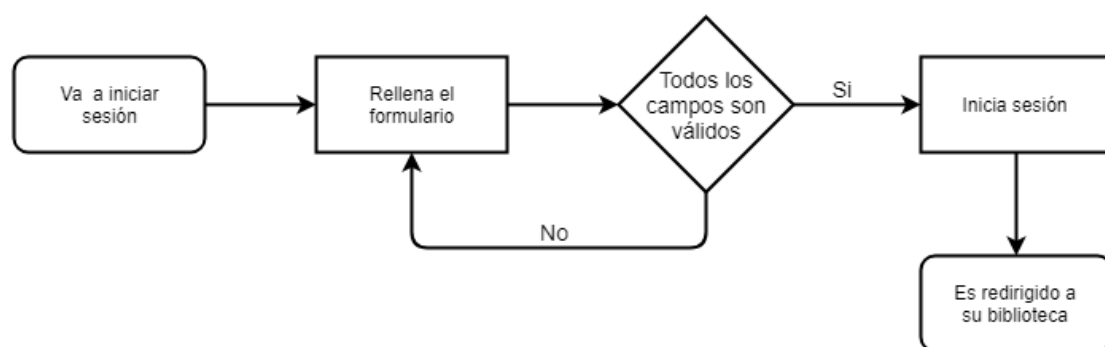 Va a iniciar
sesión
Rellena el
formulario
Todos los
campos son
válidos
Si
Inicia sesión
No
Es redirigido a
su biblioteca